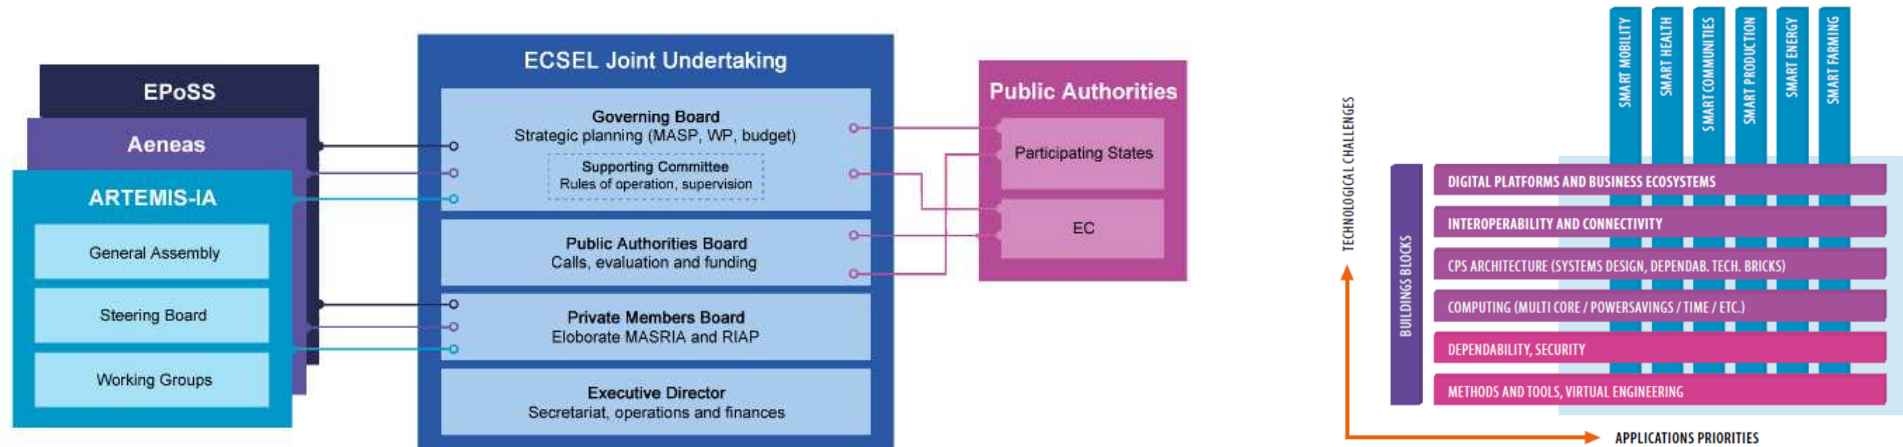 EPoSS
Aeneas
ARTEMIS-IA
General Assembly
Steering Board
Working Groups
ECSEL Joint Undertaking
Governing Board
Strategic planning (MASP, WP, budget)
Supporting Committee
Rules of operation, supervision
Public Authorities Board
Calls, evaluation and funding
Private Members Board
Eloborate MASRIA and RIAP
Executive Director
Secretariat, operations and finances
Public Authorities
Participating States
EC
TECHNOLOGICAL CHALLENGES
BUILDINGS BLOCKS
SMART MOBILITY
SMART HEALTH
SMART COMMUNITIES
SMART PRODUCTION
SMART ENERGY
SMART FARMING
DIGITAL PLATFORMS AND BUSINESS ECOSYSTEMS
INTEROPERABILITY AND CONNECTIVITY
CPS ARCHITECTURE (SYSTEMS DESIGN, DEPENDAB. TECH. BRICKS)
COMPUTING (MULTI CORE / POWERSAVINGS / TIME / ETC.)
DEPENDABILITY, SECURITY
METHODS AND TOOLS, VIRTUAL ENGINEERING
APPLICATIONS PRIORITIES